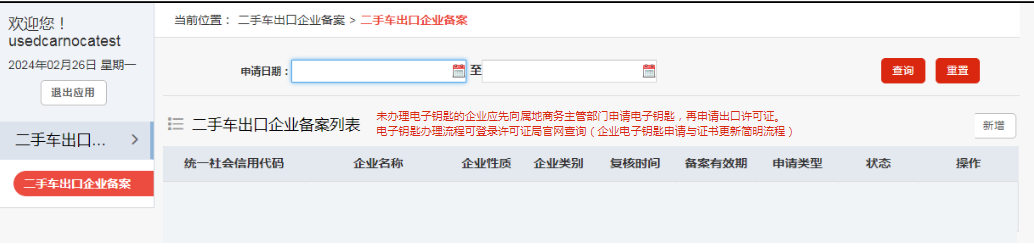 欢迎您！
usedcarnocatest
2024年02月26日 星期一
退出应用
二手车出口...
二手车出口企业备案
当前位置： 二手车出口企业备案 > 二手车出口企业备案
申请日期： 至
查询 重置
二手车出口企业备案列表
未办理电子钥匙的企业应先向属地商务主管部门申请电子钥匙，再申请出口许可证。
电子钥匙办理流程可登录许可证局官网查询（企业电子钥匙申请与证书更新简明流程）
新增
统一社会信用代码 企业名称 企业性质 企业类别 复核时间 备案有效期 申请类型 状态 操作